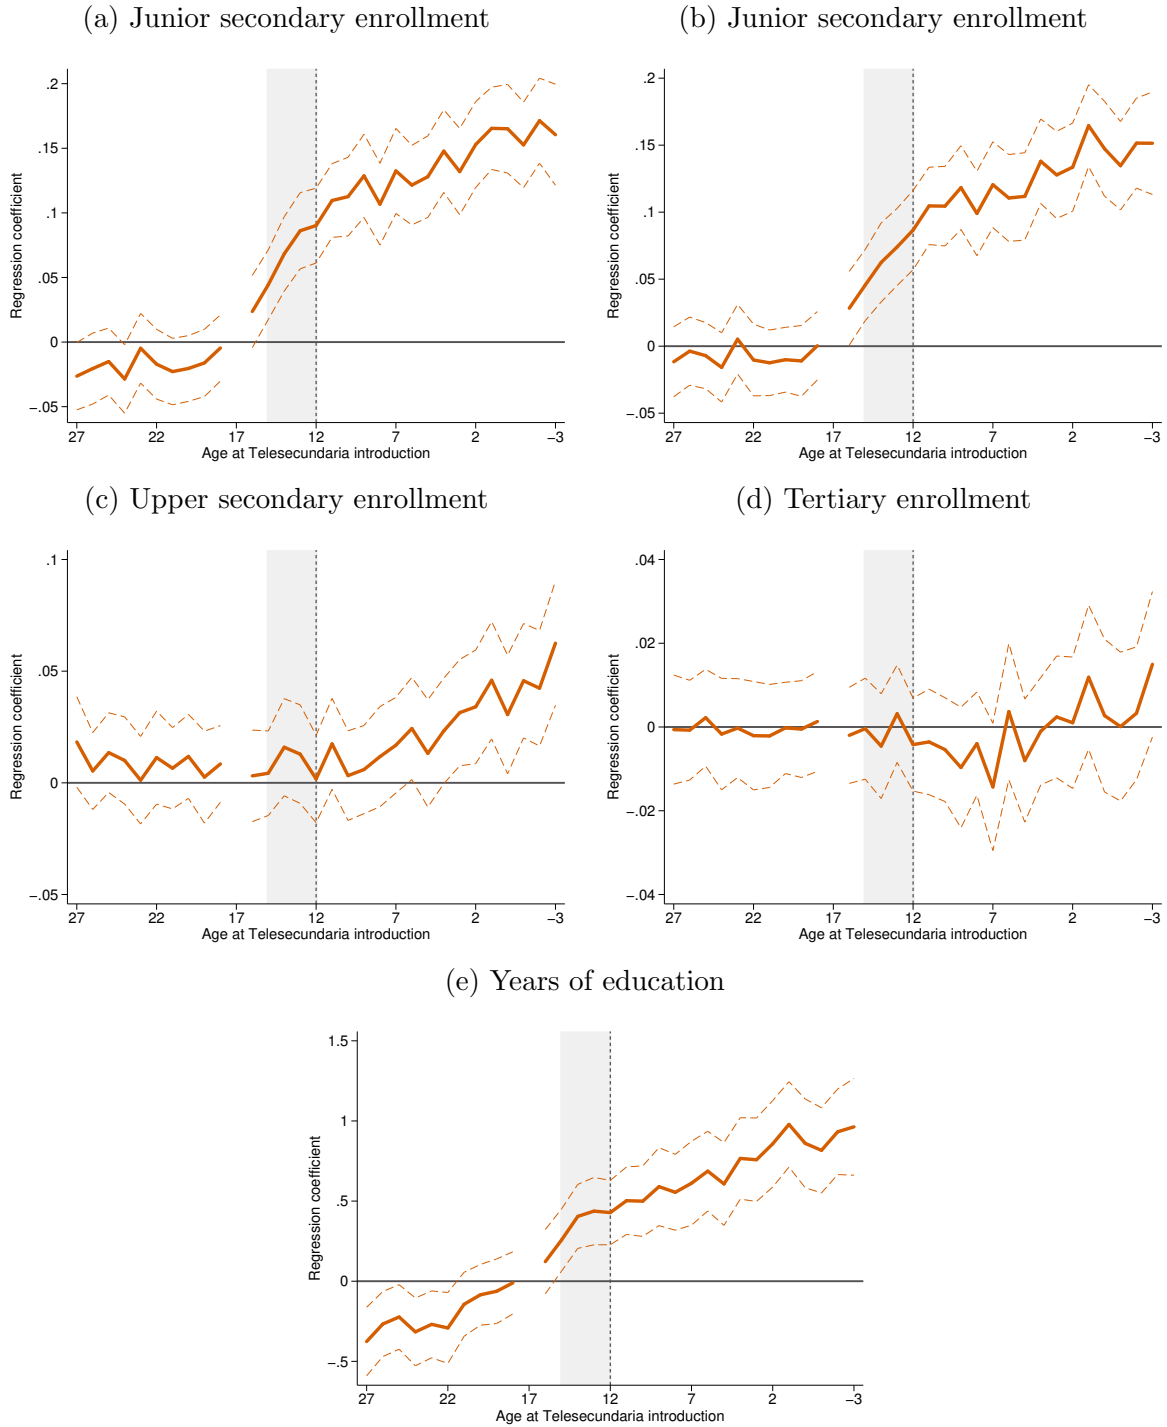 (a) Junior secondary enrollment
(b) Junior secondary enrollment
Regression coefficient
.2
.15
.1
.05
0
−.05
27 22 17 12 7 2 −3
Age at Telesecundaria introduction
Regression coefficient
.2
.15
.1
.05
0
−.05
27 22 17 12 7 2 −3
Age at Telesecundaria introduction
(c) Upper secondary enrollment
(d) Tertiary enrollment
Regression coefficient
.1
.05
0
−.05
27 22 17 12 7 2 −3
Age at Telesecundaria introduction
Regression coefficient
.04
.02
0
−.02
−.04
27 22 17 12 7 2 −3
Age at Telesecundaria introduction
(e) Years of education
Regression coefficient
1.5
1
.5
0
−.5
27 22 17 12 7 2 −3
Age at Telesecundaria introduction